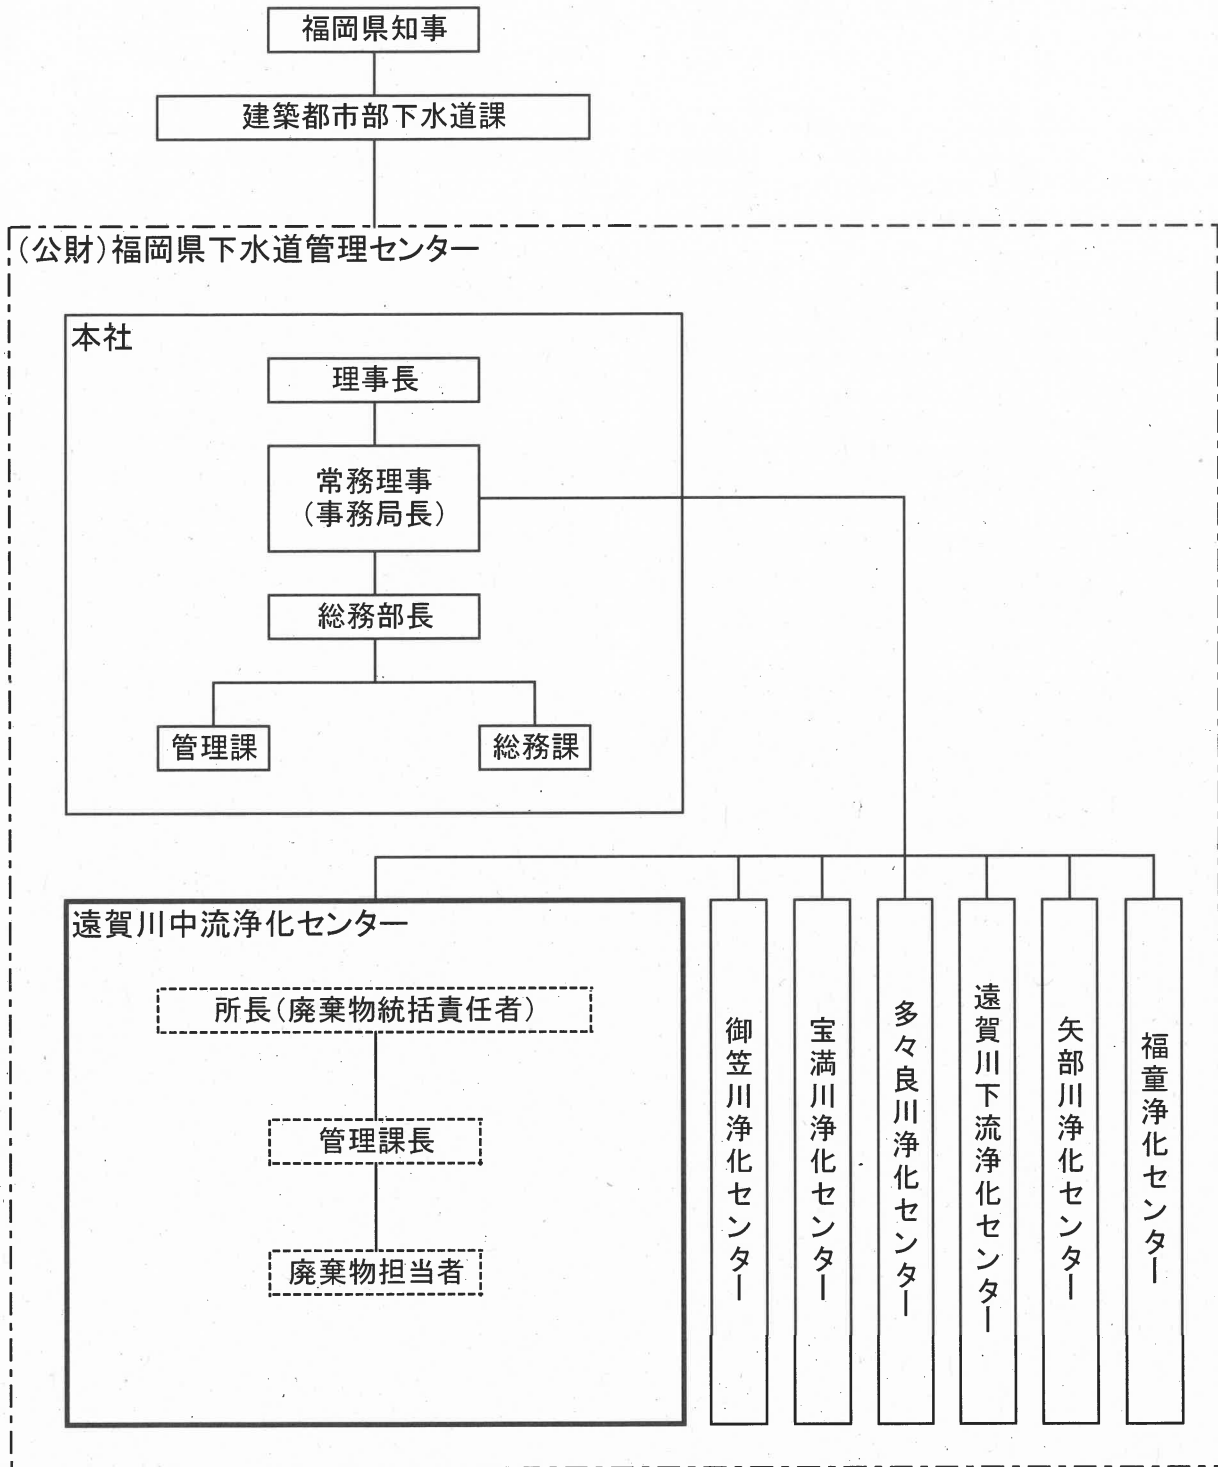 福岡県知事
建築都市部下水道課
(公財)福岡県下水道管理センター
本社
理事長
常務理事
(事務局長)
総務部長
管理課
総務課
遠賀川中流浄化センター
所長(廃棄物統括責任者)
管理課長
廃棄物担当者
御笠川浄化センター
宝満川浄化センター
多々良川浄化センター
遠賀川下流浄化センター
矢部川浄化センター
福童浄化センター